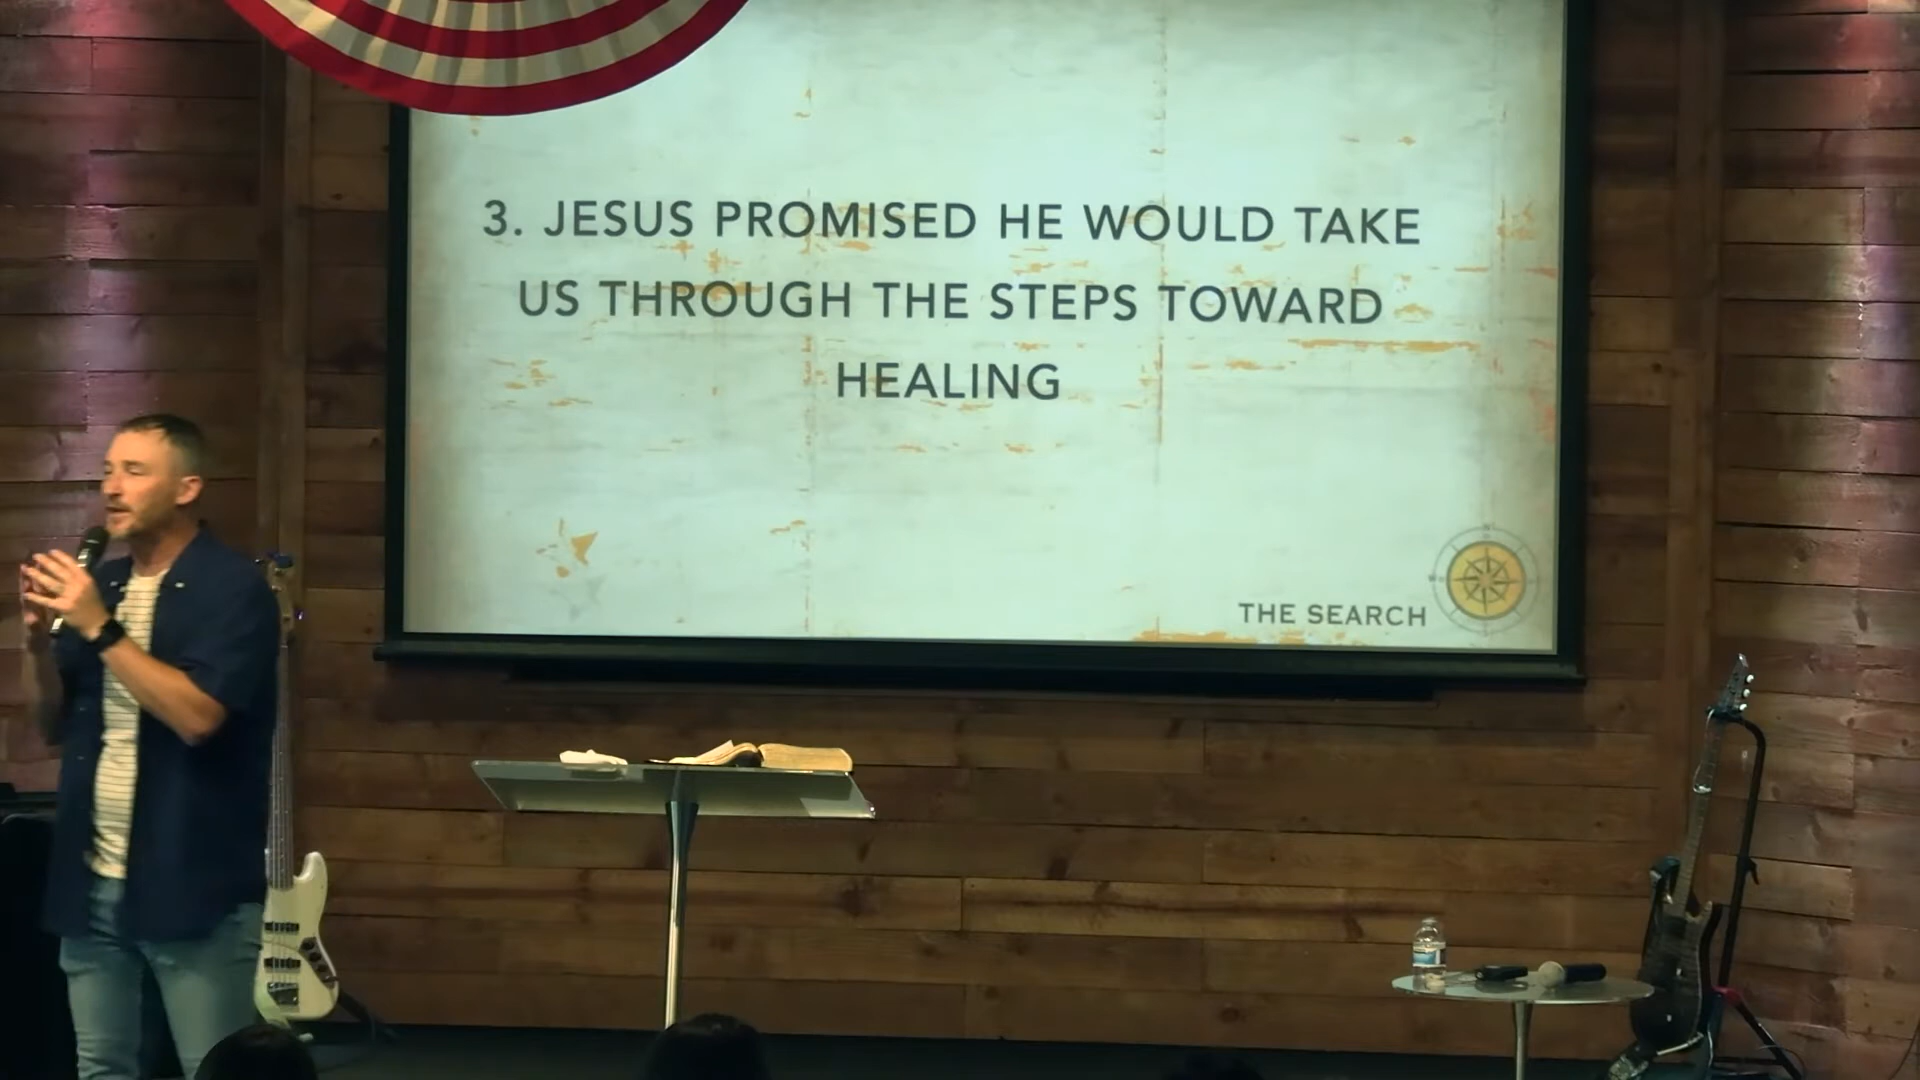 3. JESUS PROMISED HE WOULD TAKE
US THROUGH THE STEPS TOWARD
HEALING
THE SEARCH